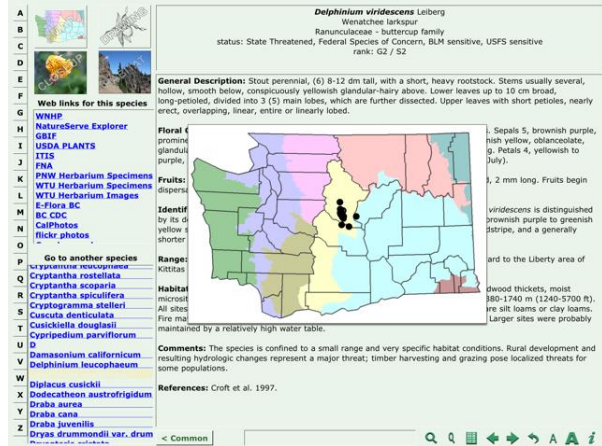 A
B
C
D
E
F
G
H
I
J
K
L
M
N
O
P
Q
R
S
T
U
V
W
X
Y
Z
Web links for this species
WNHP
NatureServe Explorer
GBIF
USDA PLANTS
ITIS
FNA
PNW Herbarium Specimens
WTU Herbarium Specimens
WTU Herbarium Images
E-Flora BC
BC CDC
CalPhotos
flickr photos
Go to another species
Cryptantha leucophaea
Cryptantha rostellata
Cryptantha scoparia
Cryptantha spiculifera
Cryptogramma stelleri
Cuscuta denticulata
Cusickiella douglasii
Cypripedium parviflorum
D
Damasonium californicum
Delphinium leucophaeum
Diplacus cusickii
Dodecatheon austrofrigidum
Draba aurea
Draba cana
Draba juvenilis
Dryas drummondii var. drum
Delphinium viridescens Leiberg
Wenatchee larkspur
Ranunculaceae - buttercup family
status: State Threatened, Federal Species of Concern, BLM sensitive, USFS sensitive
rank: G2 / S2
General Description: Stout perennial, (6) 8-12 dm tall, with a short, heavy rootstock. Stems usually several,
hollow, smooth below, conspicuously yellowish glandular-hairy above. Lower leaves up to 10 cm broad,
long-petioled, divided into 3 (5) main lobes, which are further dissected. Upper leaves with short petioles, nearly
erect, overlapping, linear, entire or linearly lobed.
Floral . Sepals 5, brownish purple,
promine ish yellow, oblanceolate,
glandula g. Petals 4, yellowish to
purple, July).
Fruits: , 2 mm long. Fruits begin
dispersa
Identif viridescens is distinguished
by its d ownish purple to greenish
yellow s dstripe, and a generally
shorter
Range: ard to the Liberty area of
Kittitas
Habitat dwood thickets, moist
microsit 380-1740 m (1240-5700 ft).
All sites re silt loams or clay loams.
Fire ma Larger sites were probably
maintained by a relatively high water table.
Comments: The species is confined to a small range and very specific habitat conditions. Rural development and
resulting hydrologic changes represent a major threat; timber harvesting and grazing pose localized threats for
some populations.
References: Croft et al. 1997.
< Common
A A i